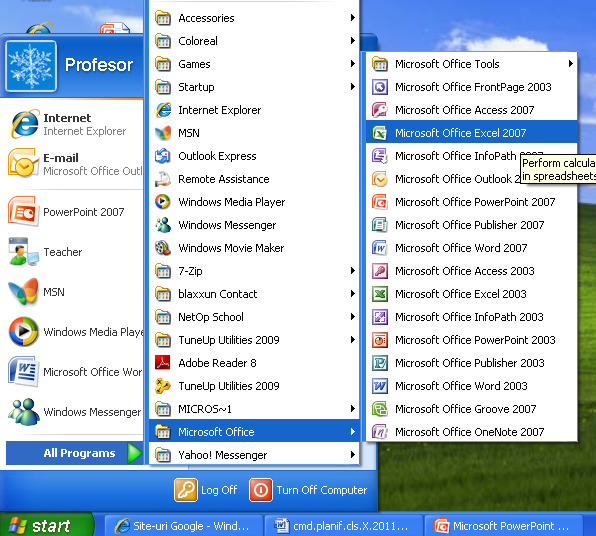 Profesor
Internet
Internet Explorer
E-mail
Microsoft Office Outl
PowerPoint 2007
Teacher
MSN
Windows Media Playe
Microsoft Office Wor
Windows Messenger
All Programs
Accessories
Coloreal
Games
Startup
Internet Explorer
MSN
Outlook Express
Remote Assistance
Windows Media Player
Windows Messenger
Windows Movie Maker
7-Zip
blaxxun Contact
NetOp School
TuneUp Utilities 2009
Adobe Reader 8
TuneUp Utilities 2009
MICROS~1
Microsoft Office
Yahoo! Messenger
Microsoft Office Tools
Microsoft Office FrontPage 2003
Microsoft Office Access 2007
Microsoft Office Excel 2007
Microsoft Office InfoPath 2007
Perform calcula
in spreadsheets
Microsoft Office Outlook 2
Microsoft Office PowerPoint 2007
Microsoft Office Publisher 2007
Microsoft Office Word 2007
Microsoft Office Access 2003
Microsoft Office Excel 2003
Microsoft Office InfoPath 2003
Microsoft Office PowerPoint 2003
Microsoft Office Publisher 2003
Microsoft Office Word 2003
Microsoft Office Groove 2007
Microsoft Office OneNote 2007
Log Off
Turn Off Computer
start
Site-uri Google - Wind...
cmd.planif.cls.X.2011...
Microsoft PowerPoint ...